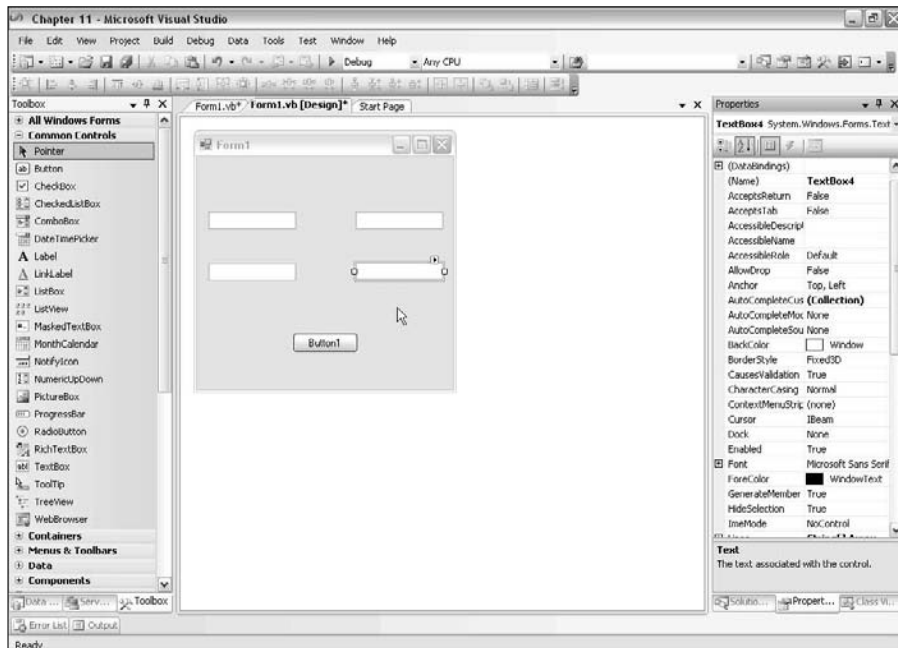 Chapter 11 - Microsoft Visual Studio
File Edit View Project Build Debug Data Tools Test Window Help
Debug Any CPU
Toolbox
All Windows Forms
Common Controls
Pointer
Button
CheckBox
CheckedListBox
ComboBox
DateTimePicker
A Label
A LinkLabel
ListBox
ListView
MaskedTextBox
MonthCalendar
NotifyIcon
NumericUpDown
PictureBox
ProgressBar
RadioButton
RichTextBox
abl TextBox
ToolTip
TreeView
WebBrowser
Containers
Menus & Toolbars
Data
Components
Data ... Serv... Toolbox
Form1.vb* Form1.vb [Design]* Start Page
Form1
Button1
Properties
TextBox4 System.Windows.Forms.Text
(DataBindings)
(Name) TextBox4
AcceptsReturn False
AcceptsTab False
AccessibleDescript
AccessibleName
AccessibleRole Default
AllowDrop False
Anchor Top, Left
AutoCompleteCus (Collection)
AutoCompleteMoc None
AutoCompleteSou None
BackColor Window
BorderStyle Fixed3D
CausesValidation True
CharacterCasing Normal
ContextMenuStrip (none)
Cursor IBeam
Dock None
Enabled True
Font Microsoft Sans Serif
ForeColor WindowText
GenerateMember True
HideSelection True
ImeMode NoControl
Text
The text associated with the control.
Solutio... Propert... Class Vi...
Error List Output
Ready